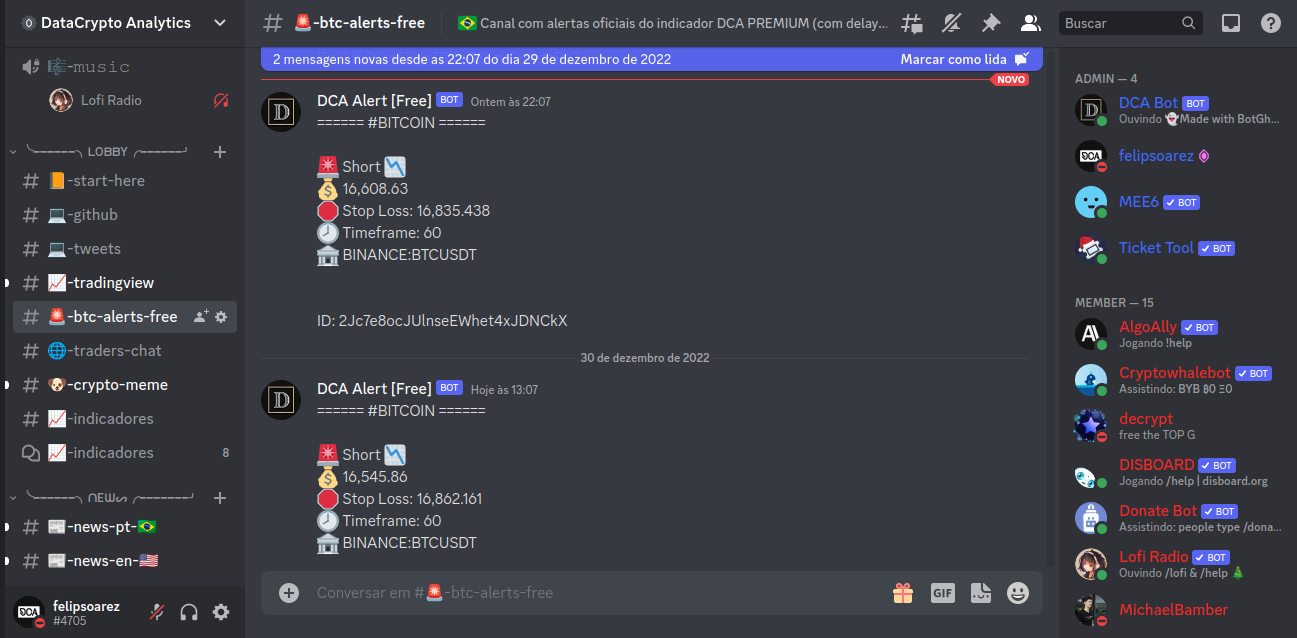 DataCrypto Analytics
🎼-music
Lofi Radio
LOBBY
📙-start-here
💻-github
💻-tweets
📈-tradingview
🚨-btc-alerts-free
🌐-traders-chat
🐶-crypto-meme
📈-indicadores
📈-indicadores 8
ᑎEᗯᔕ
📰-news-pt-🇧🇷
📰-news-en-🇺🇸
DCA
felipsoarez
#4705
🚨-btc-alerts-free
🇧🇷 Canal com alertas oficiais do indicador DCA PREMIUM (com delay...
Buscar
2 mensagens novas desde as 22:07 do dia 29 de dezembro de 2022 Marcar como lida
NOVO
D
DCA Alert [Free] BOT Ontem às 22:07
====== #BITCOIN ======
🚨 Short 📉
💰 16,608.63
🛑 Stop Loss: 16,835.438
🕗 Timeframe: 60
🏛 BINANCE:BTCUSDT
ID: 2Jc7e8ocJUlnseEWhet4xJDNCkX
30 de dezembro de 2022
D
DCA Alert [Free] BOT Hoje às 13:07
====== #BITCOIN ======
🚨 Short 📉
💰 16,545.86
🛑 Stop Loss: 16,862.161
🕗 Timeframe: 60
🏛 BINANCE:BTCUSDT
Conversar em #🚨-btc-alerts-free
GIF
ADMIN — 4
D
DCA Bot BOT
Ouvindo 👻Made with BotGh...
DCA
felipsoarez
MEE6 ✓ BOT
Ticket Tool ✓ BOT
MEMBER — 15
AlgoAlly ✓ BOT
Jogando !help
Cryptowhalebot ✓ BOT
Assistindo: BYB ฿0 Ξ0
decrypt
free the TOP G
DISBOARD ✓ BOT
Jogando /help | disboard.org
Donate Bot ✓ BOT
Assistindo: people type /dona...
Lofi Radio ✓ BOT
Ouvindo /lofi & /help 🎄
MichaelBamber